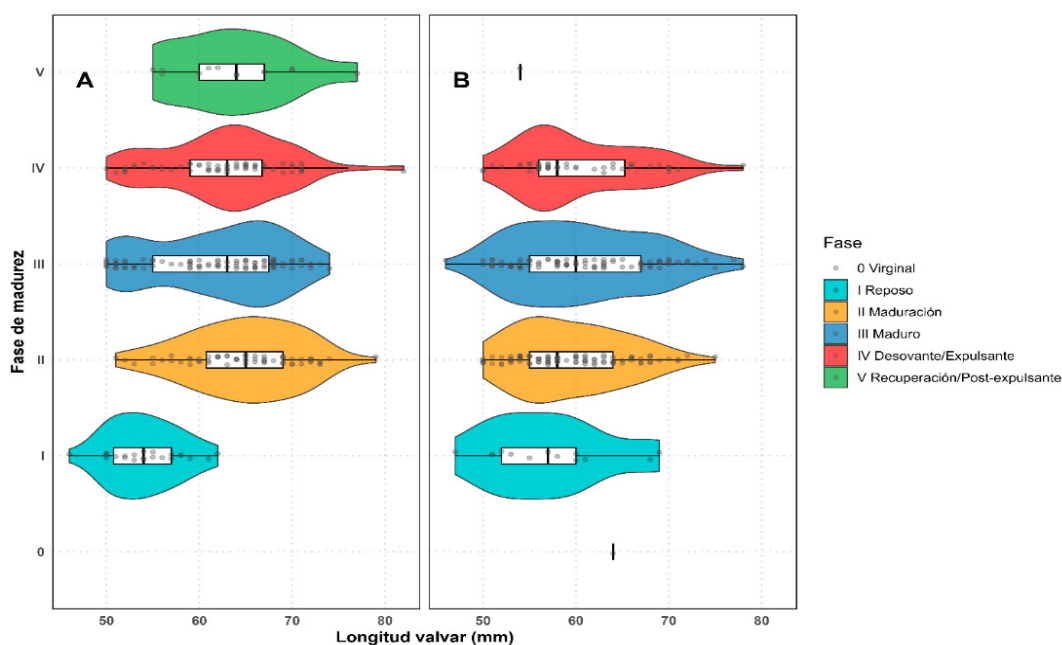 A
B
Fase de madurez
V
IV
III
II
I
0
50 60 70 80
50 60 70 80
Longitud valvar (mm)
Fase
0 Virginal
I Reposo
II Maduración
III Maduro
IV Desovante/Expulsante
V Recuperación/Post-expulsante